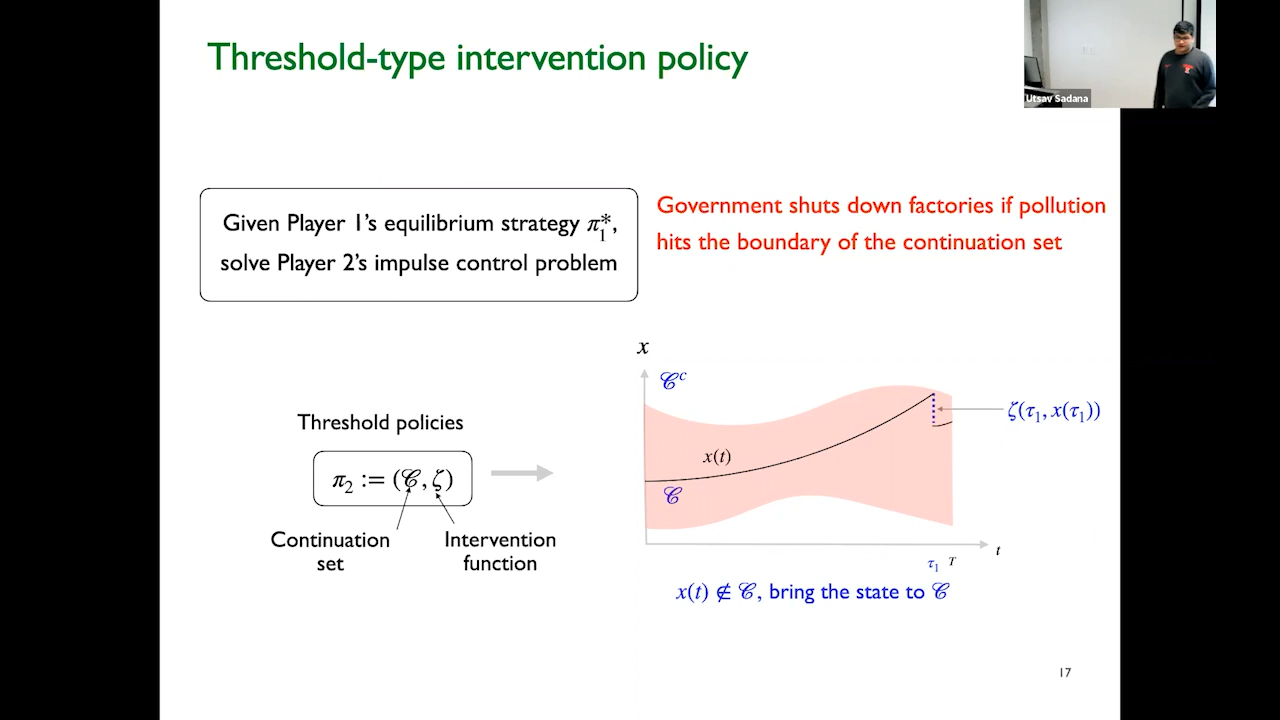 Threshold-type intervention policy
Utsav Sadana
Given Player 1's equilibrium strategy π₁*,
solve Player 2's impulse control problem
Government shuts down factories if pollution
hits the boundary of the continuation set
x
𝒞ᶜ
ζ(τ₁, x(τ₁))
Threshold policies
x(t)
π₂ := (𝒞, ζ)
𝒞
Continuation
set
Intervention
function
t
τ₁ T
x(t) ∉ 𝒞, bring the state to 𝒞
17